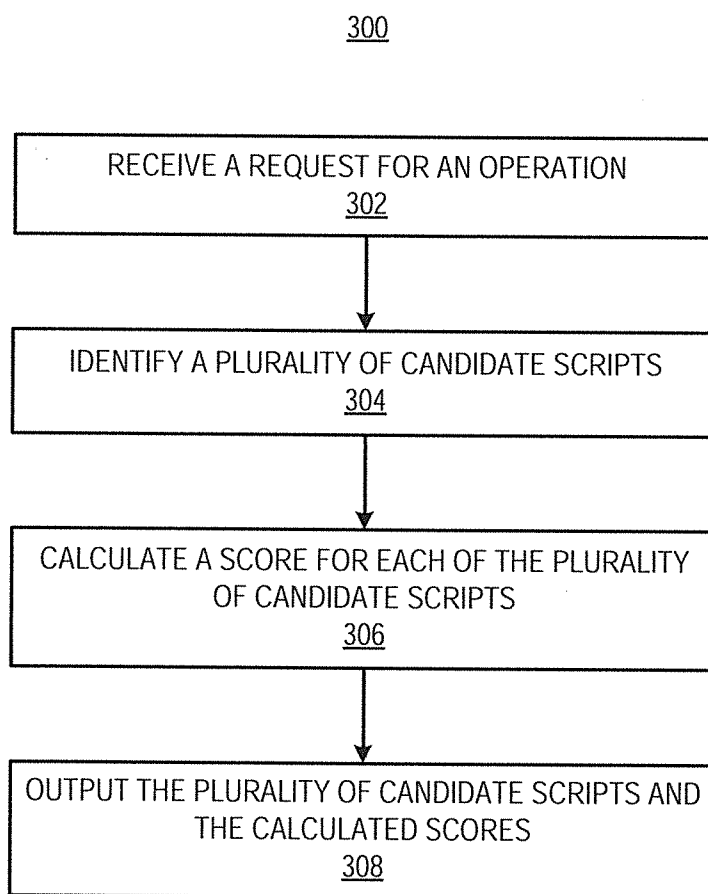 300
RECEIVE A REQUEST FOR AN OPERATION
302
IDENTIFY A PLURALITY OF CANDIDATE SCRIPTS
304
CALCULATE A SCORE FOR EACH OF THE PLURALITY
OF CANDIDATE SCRIPTS
306
OUTPUT THE PLURALITY OF CANDIDATE SCRIPTS AND
THE CALCULATED SCORES
308